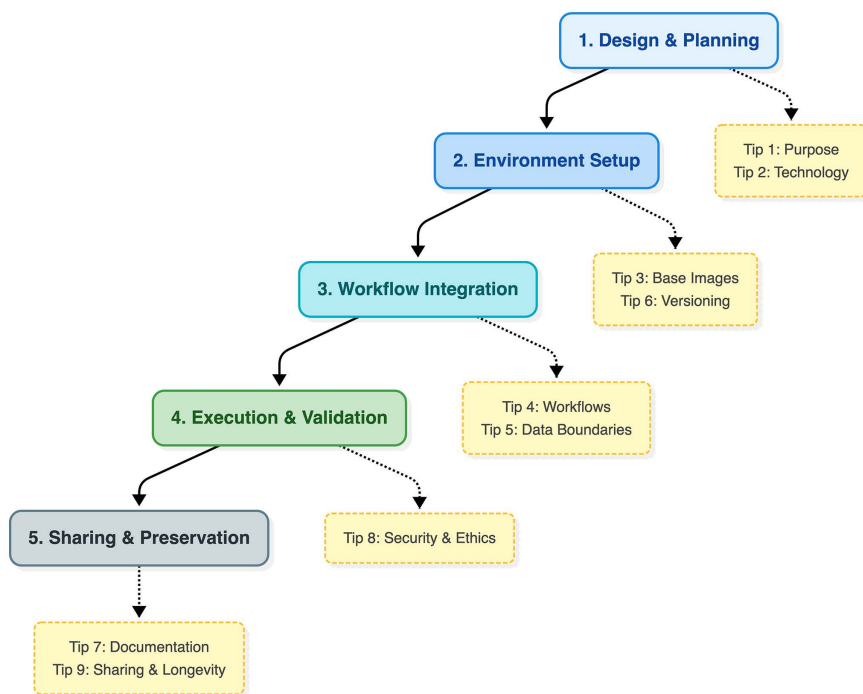 1. Design & Planning
Tip 1: Purpose
Tip 2: Technology
2. Environment Setup
Tip 3: Base Images
Tip 6: Versioning
3. Workflow Integration
Tip 4: Workflows
Tip 5: Data Boundaries
4. Execution & Validation
Tip 8: Security & Ethics
5. Sharing & Preservation
Tip 7: Documentation
Tip 9: Sharing & Longevity